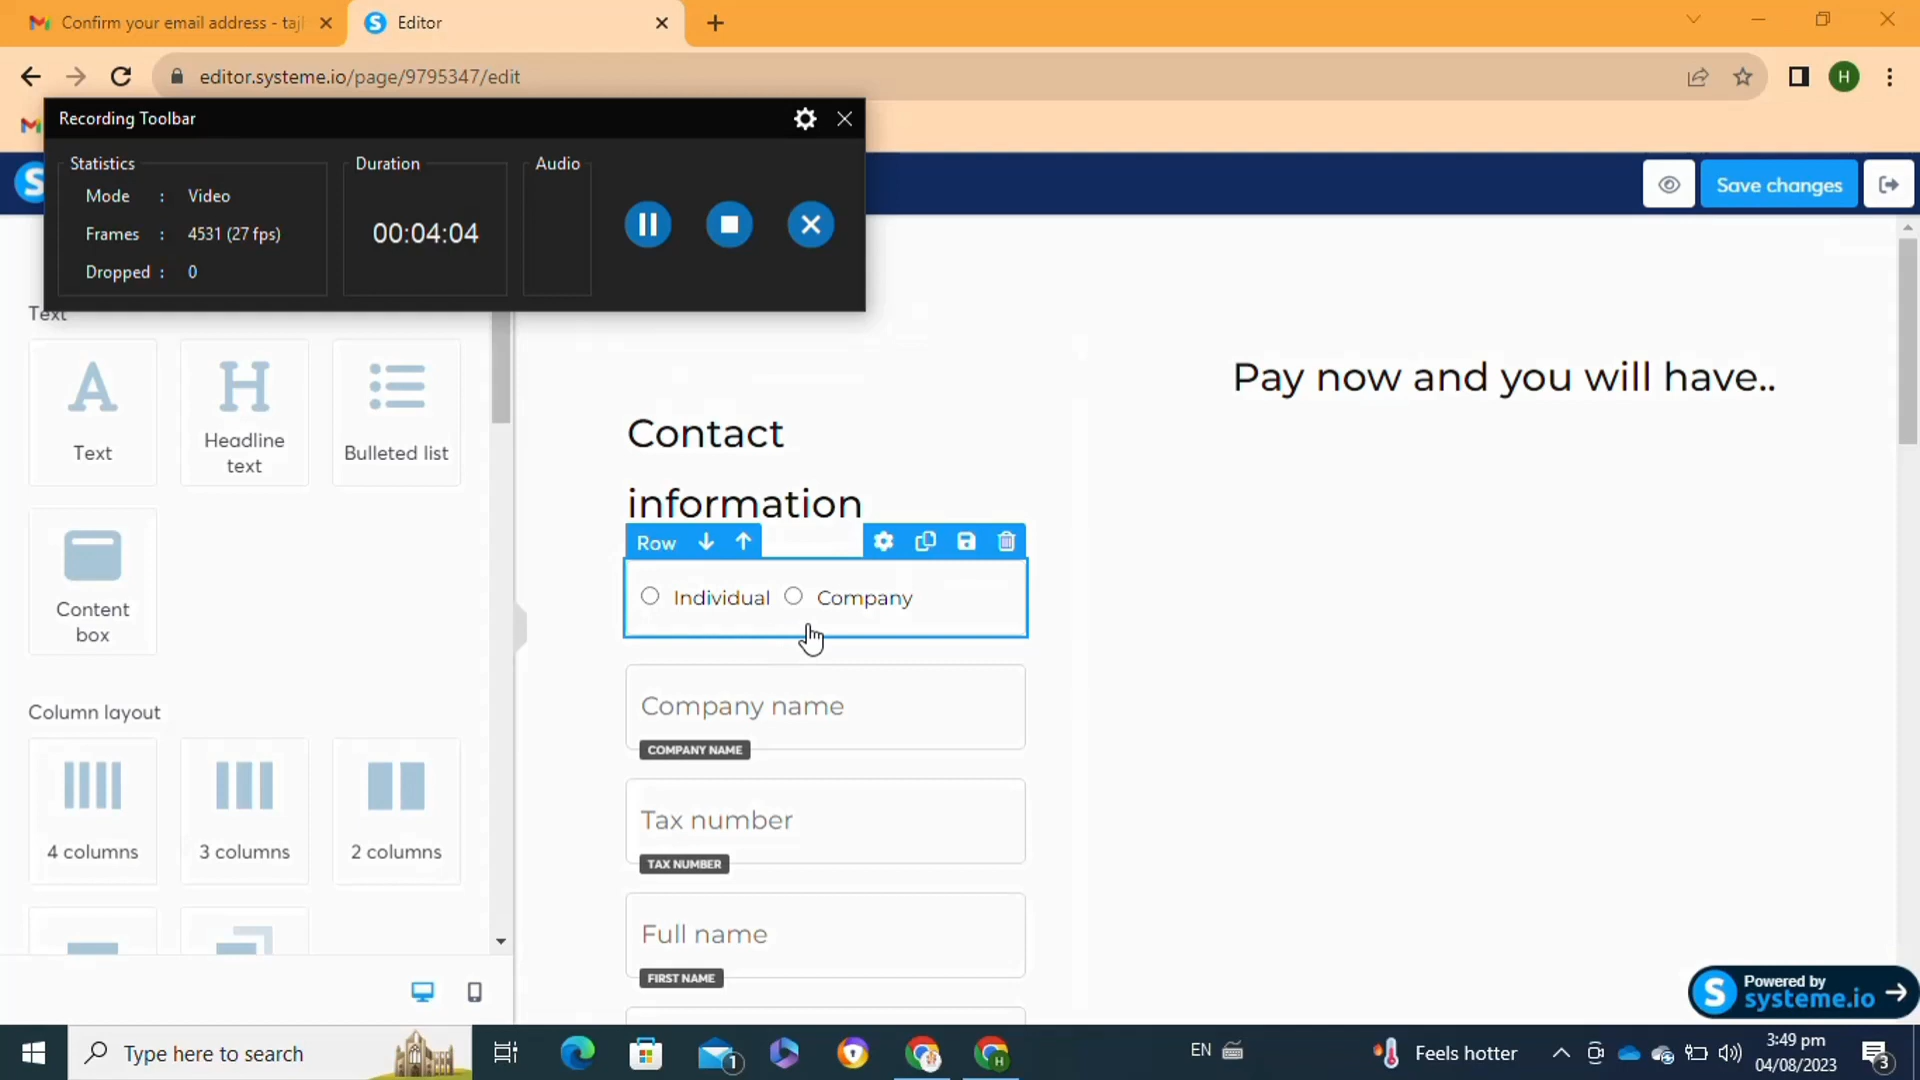 Confirm your email address - taj
Editor
editor.systeme.io/page/9795347/edit
H
Recording Toolbar
Statistics
Mode : Video
Frames : 4531 (27 fps)
Dropped : 0
Duration
00:04:04
Audio
S
Save changes
Text
A
Text
H
Headline
text
Bulleted list
Content
box
Column layout
4 columns
3 columns
2 columns
Pay now and you will have..
Contact
information
Row
Individual
Company
Company name
COMPANY NAME
Tax number
TAX NUMBER
Full name
FIRST NAME
Powered by
systeme.io
Type here to search
1
H
EN
Feels hotter
3:49 pm
04/08/2023
3